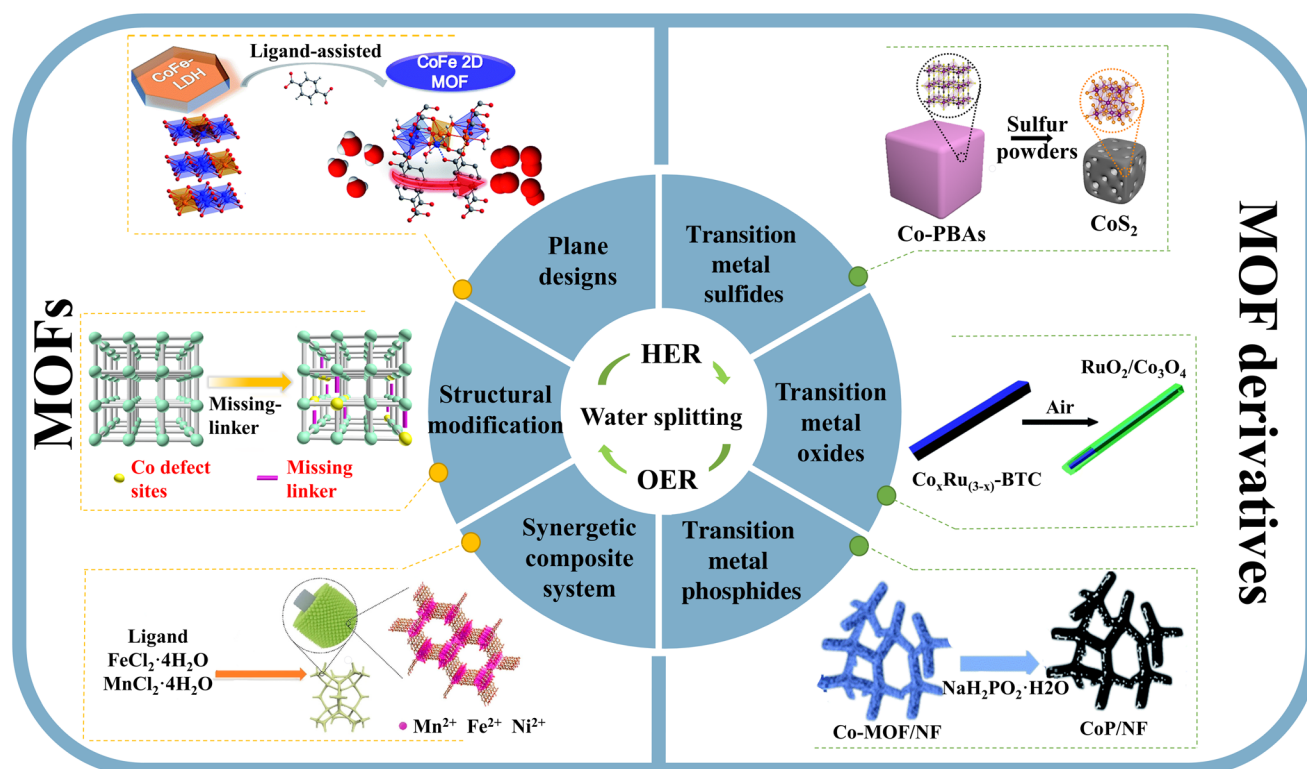 MOFs
Ligand-assisted
CoFe-
LDH
CoFe 2D
MOF
Missing-
linker
Co defect
sites
Missing
linker
Ligand
FeCl₂·4H₂O
MnCl₂·4H₂O
Mn²⁺ Fe²⁺ Ni²⁺
Plane
designs
Structural
modification
Synergetic
composite
system
Transition
metal
sulfides
Transition
metal
oxides
Transition
metal
phosphides
HER
Water splitting
OER
Sulfur
powders
Co-PBAs
CoS₂
RuO₂/Co₃O₄
Air
CoₓRu₍₃₋ₓ₎-BTC
NaH₂PO₂·H2O
Co-MOF/NF
CoP/NF
MOF derivatives